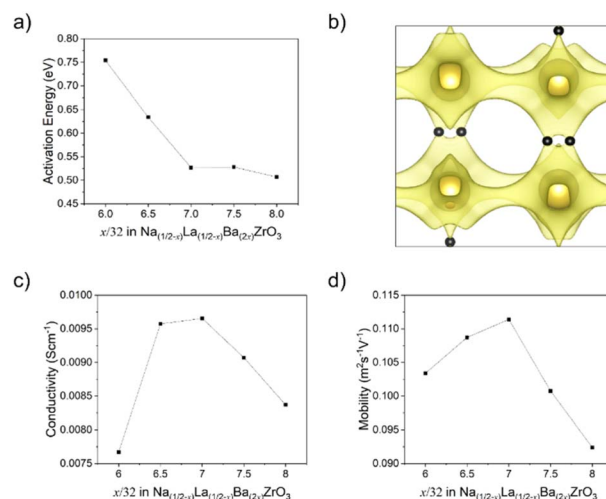 a)
Activation Energy (eV)
0.80
0.75
0.70
0.65
0.60
0.55
0.50
0.45
6.0 6.5 7.0 7.5 8.0
x/32 in Na(1/2-x)La(1/2-x)Ba(2x)ZrO3
b)
c)
Conductivity (Scm-1)
0.0100
0.0095
0.0090
0.0085
0.0080
0.0075
6 6.5 7 7.5 8
x/32 in Na(1/2-x)La(1/2-x)Ba(2x)ZrO3
d)
Mobility (m2s-1V-1)
0.115
0.110
0.105
0.100
0.095
0.090
6 6.5 7 7.5 8
x/32 in Na(1/2-x)La(1/2-x)Ba(2x)ZrO3